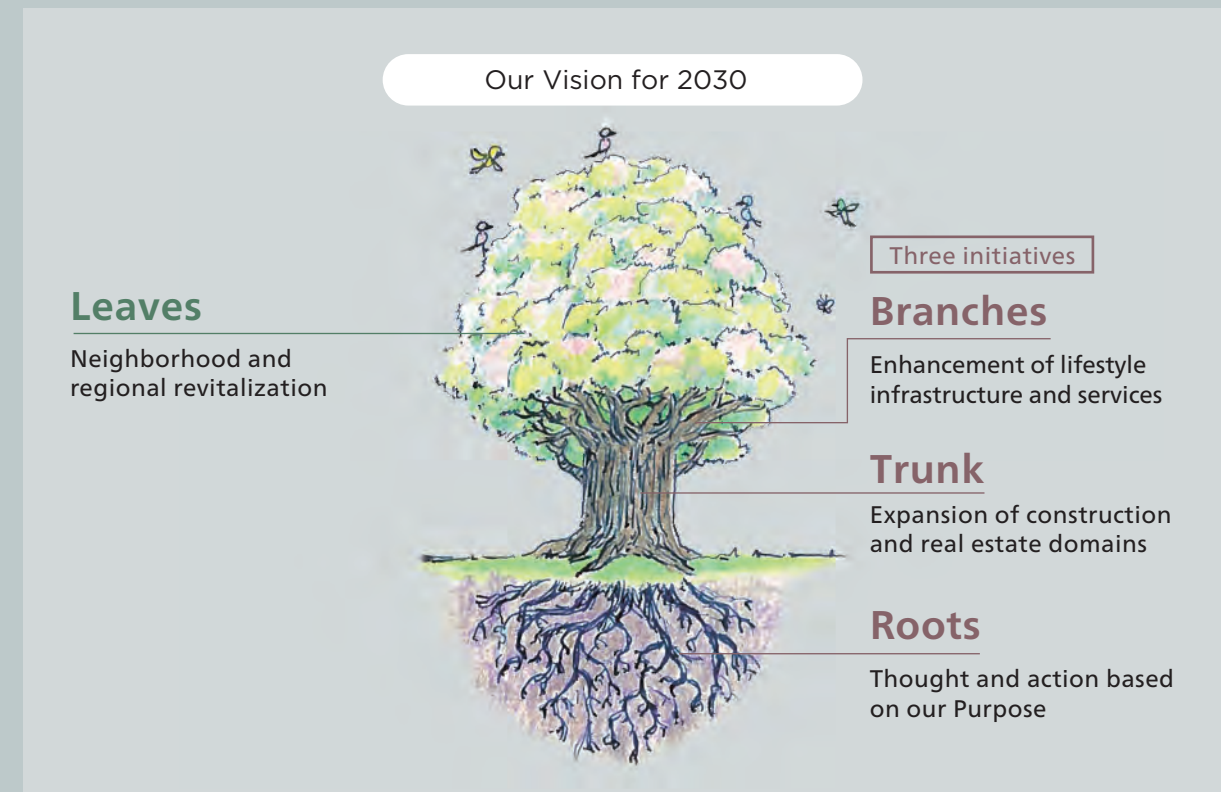 Our Vision for 2030
Leaves
Neighborhood and
regional revitalization
Three initiatives
Branches
Enhancement of lifestyle
infrastructure and services
Trunk
Expansion of construction
and real estate domains
Roots
Thought and action based
on our Purpose